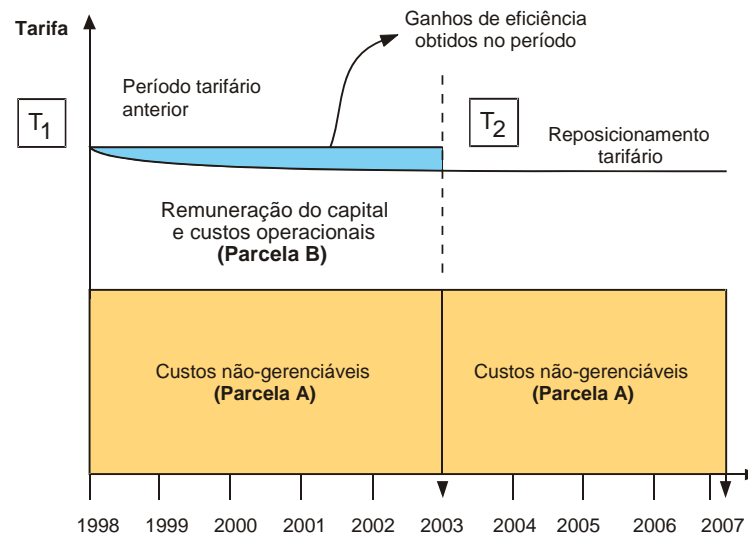 Tarifa
Ganhos de eficiência
obtidos no período
Período tarifário
anterior
T1
T2
Reposicionamento
tarifário
Remuneração do capital
e custos operacionais
(Parcela B)
Custos não-gerenciáveis
(Parcela A)
Custos não-gerenciáveis
(Parcela A)
1998 1999 2000 2001 2002 2003 2004 2005 2006 2007